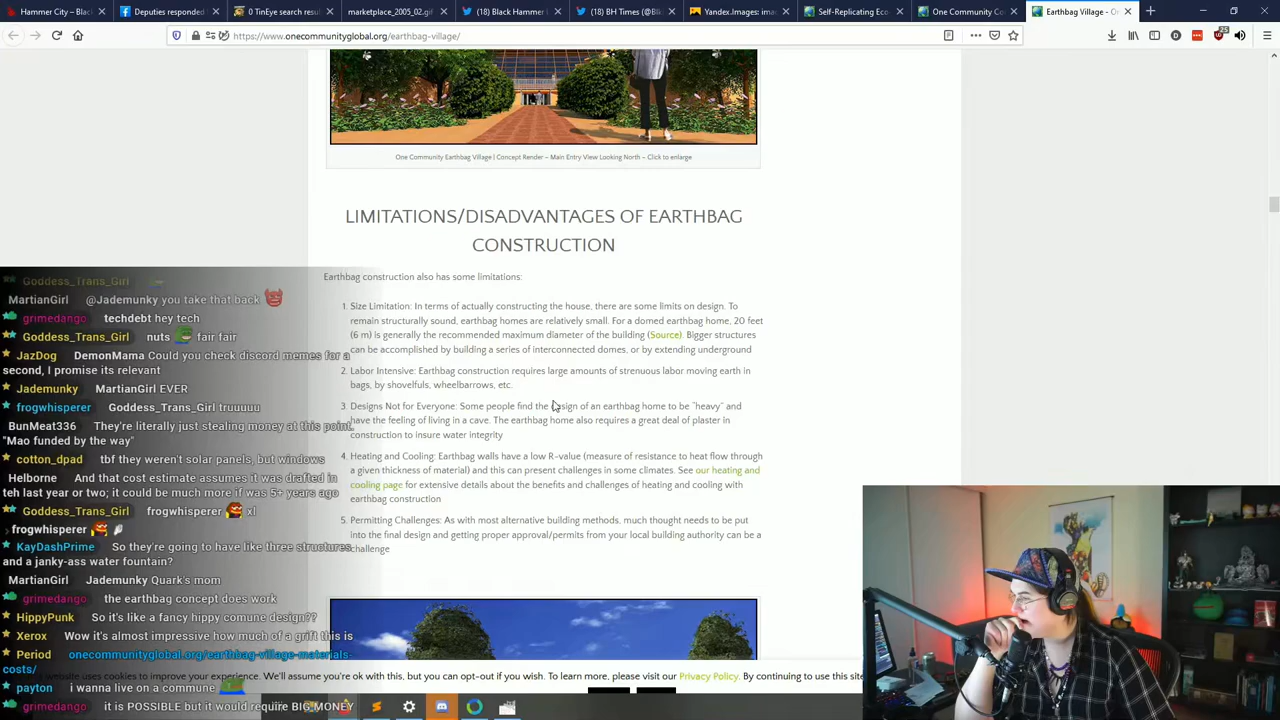 Hammer City - Black
Deputies responded
0 TinEye search resu
marketplace_2005_02.gif
(18) Black Hammer
(18) BH Times (@Bl
Yandex.Images: imag
Self-Replicating Eco
One Community Co
Earthbag Village - On
https://www.onecommunityglobal.org/earthbag-village/
One Community Earthbag Village | Concept Render – Main Entry View Looking North – Click to enlarge
LIMITATIONS/DISADVANTAGES OF EARTHBAG
CONSTRUCTION
Earthbag construction also has some limitations:
1. Size Limitation: In terms of actually constructing the house, there are some limits on design. To
remain structurally sound, earthbag homes are relatively small. For a domed earthbag home, 20 feet
(6 m) is generally the recommended maximum diameter of the building (Source). Bigger structures
can be accomplished by building a series of interconnected domes, or by extending underground
2. Labor Intensive: Earthbag construction requires large amounts of strenuous labor moving earth in
bags, by shovelfuls, wheelbarrows, etc.
3. Designs Not for Everyone: Some people find the design of an earthbag home to be "heavy" and
have the feeling of living in a cave. The earthbag home also requires a great deal of plaster in
construction to insure water integrity
4. Heating and Cooling: Earthbag walls have a low R-value (measure of resistance to heat flow through
a given thickness of material) and this can present challenges in some climates. See our heating and
cooling page for extensive details about the benefits and challenges of heating and cooling with
earthbag construction
5. Permitting Challenges: As with most alternative building methods, much thought needs to be put
into the final design and getting proper approval/permits from your local building authority can be a
challenge
Goddess_Trans_Girl
MartianGirl @Jademunky you take that back
grimedango techdebt hey tech
Goddess_Trans_Girl nuts fair fair
JazDog DemonMama Could you check discord memes for a
second, I promise its relevant
Jademunky MartianGirl EVER
frogwhisperer Goddess_Trans_Girl truuuuu
BunMeat336 They're literally just stealing money at this point.
"Mao funded by the way"
cotton_dpad tbf they weren't solar panels, but windows
Helborne And that cost estimate assumes it was drafted in
teh last year or two; it could be much more if was 5+ years ago
Goddess_Trans_Girl frogwhisperer xl
frogwhisperer
KayDashPrime So they're going to have like three structures
and a janky-ass water fountain?
MartianGirl Jademunky Quark's mom
grimedango the earthbag concept does work
HippyPunk So it's like a fancy hippy comune design??
Xerox Wow it's almost impressive how much of a grift this is
Period onecommunityglobal.org/earthbag-village-materials-
costs/
payton i wanna live on a commune
grimedango it is POSSIBLE but it would require BIG MONEY
website uses cookies to improve your experience. We'll assume you're ok with this, but you can opt-out if you wish. To learn more, please visit our Privacy Policy. By continuing to use this site